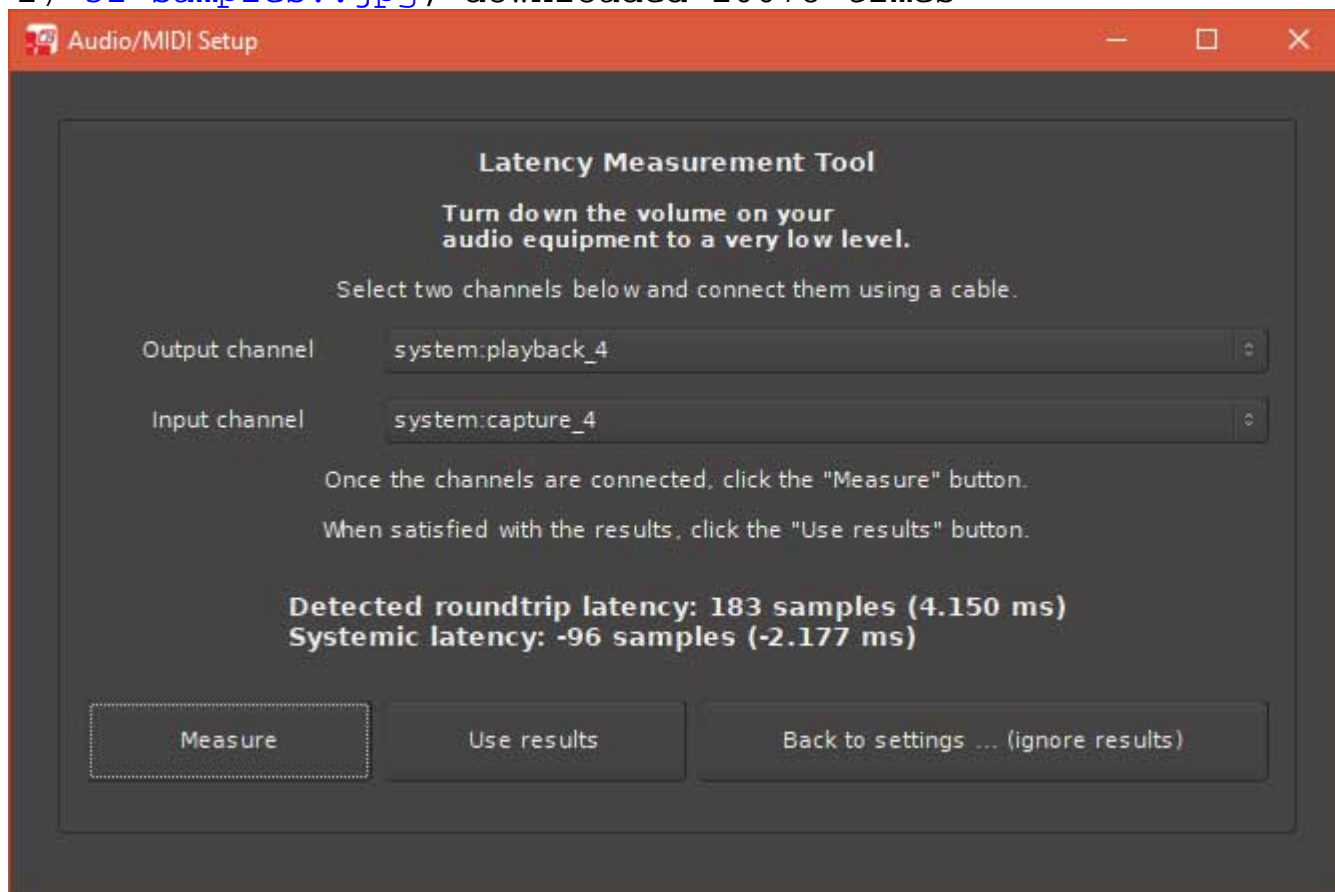 Audio/MIDI Setup
Latency Measurement Tool
Turn down the volume on your
audio equipment to a very low level.
Select two channels below and connect them using a cable.
Output channel system:playback_4
Input channel system:capture_4
Once the channels are connected, click the "Measure" button.
When satisfied with the results, click the "Use results" button.
Detected roundtrip latency: 183 samples (4.150 ms)
Systemic latency: -96 samples (-2.177 ms)
Measure Use results Back to settings ... (ignore results)